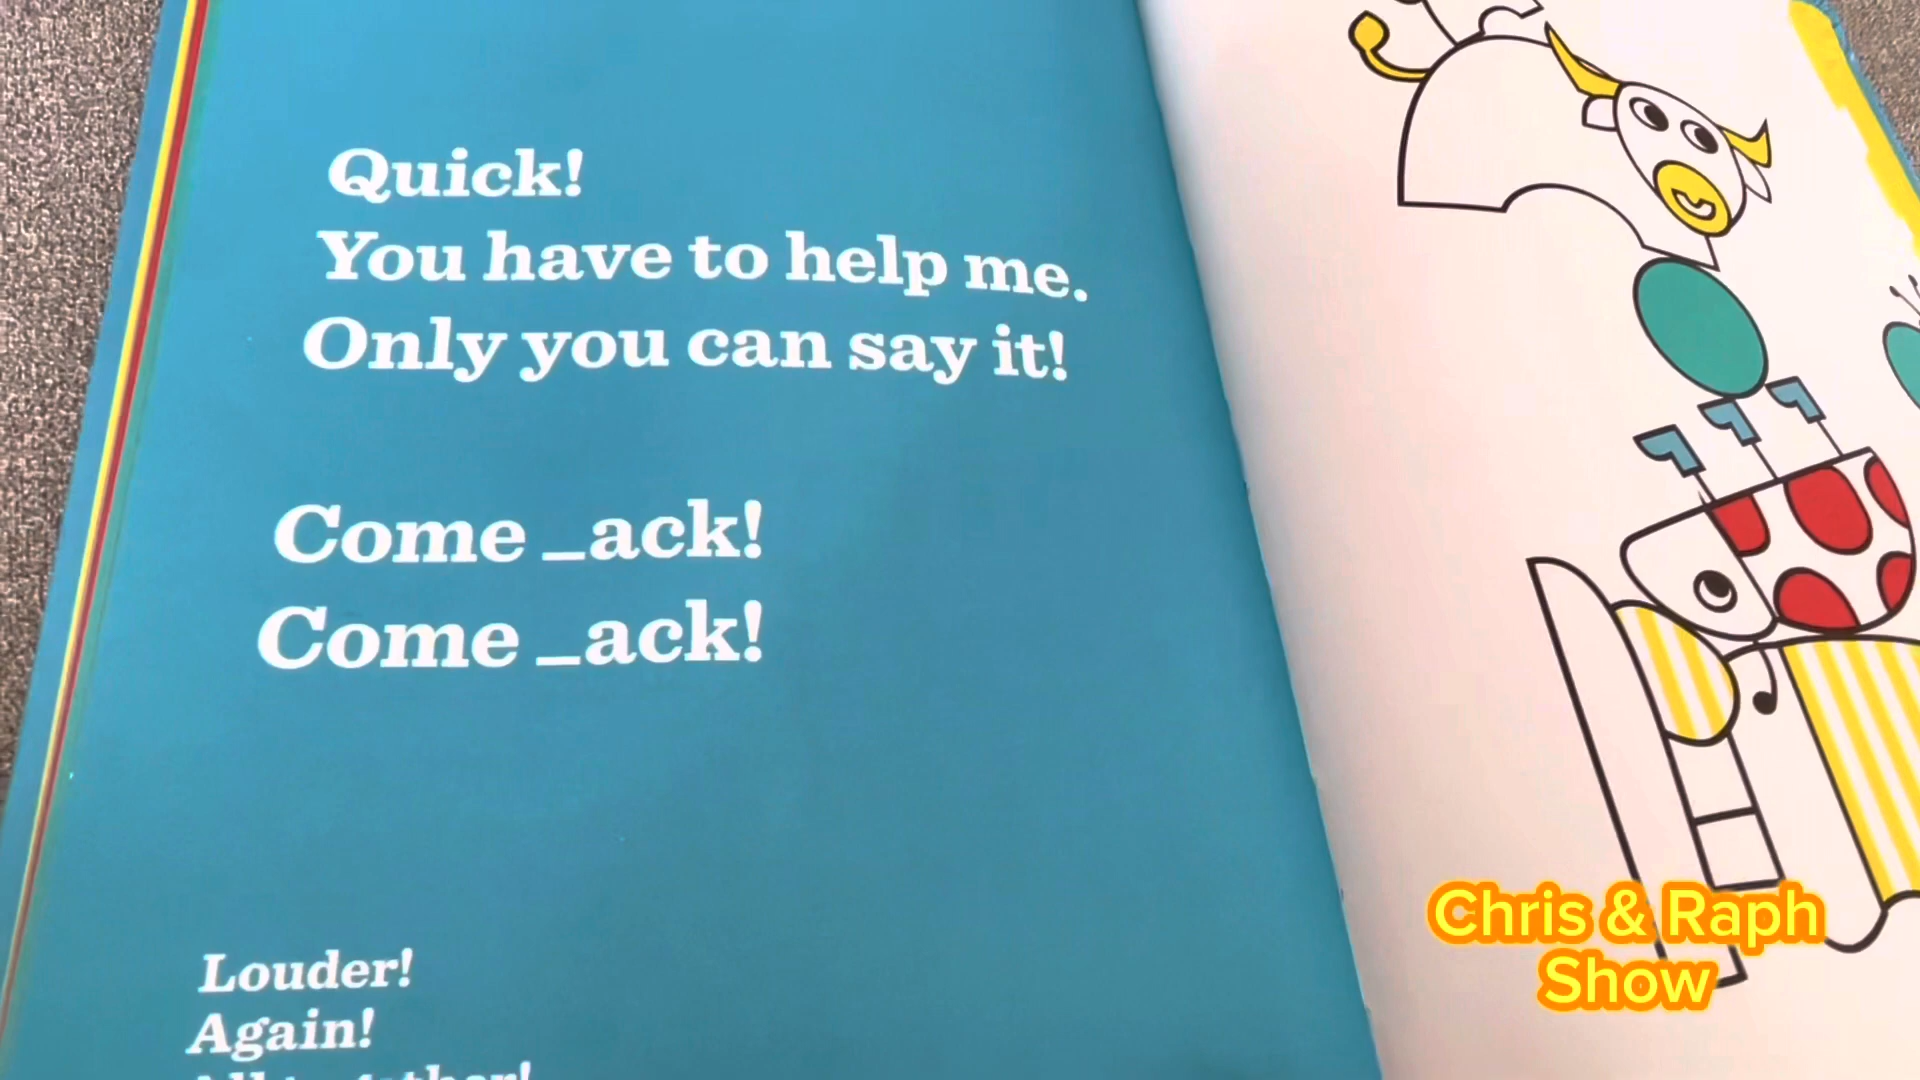 Quick!
You have to help me.
Only you can say it!
Come _ack!
Come _ack!
Louder!
Again!
Chris & Raph
Show